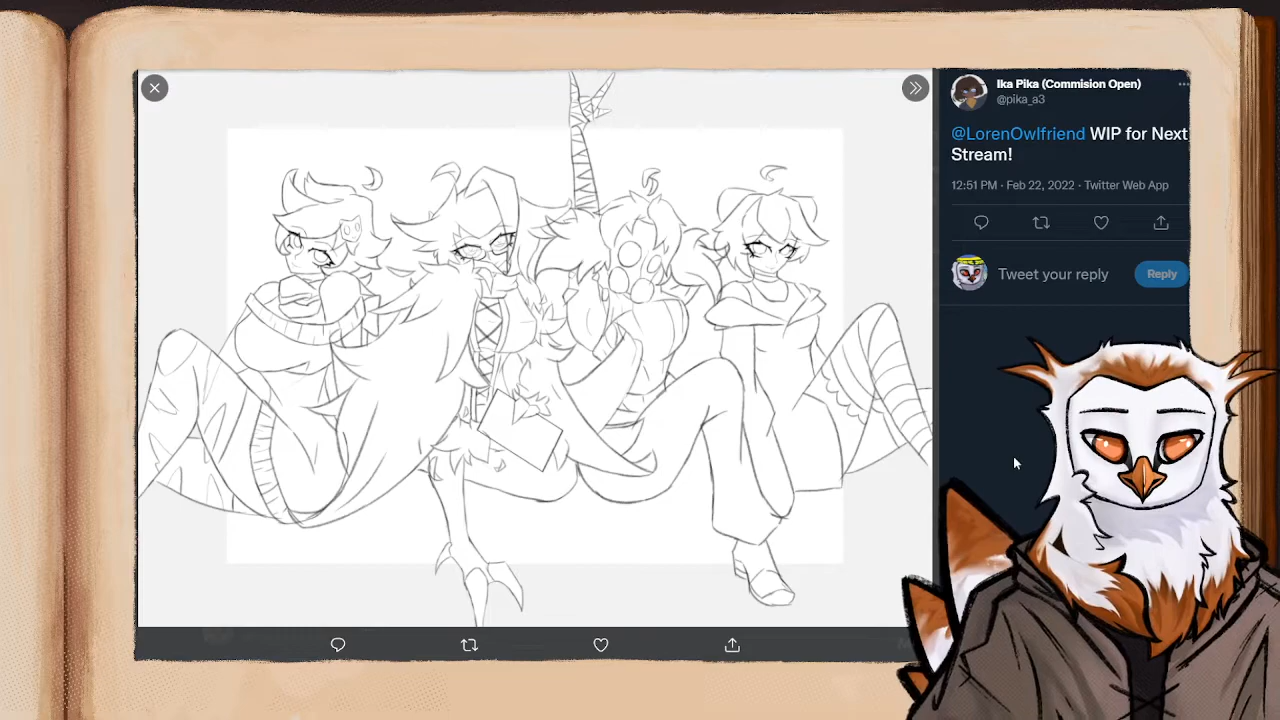 Ika Pika (Commision Open)
@pika_a3
@LorenOwlfriend WIP for Next
Stream!
12:51 PM · Feb 22, 2022 · Twitter Web App
Tweet your reply
Reply